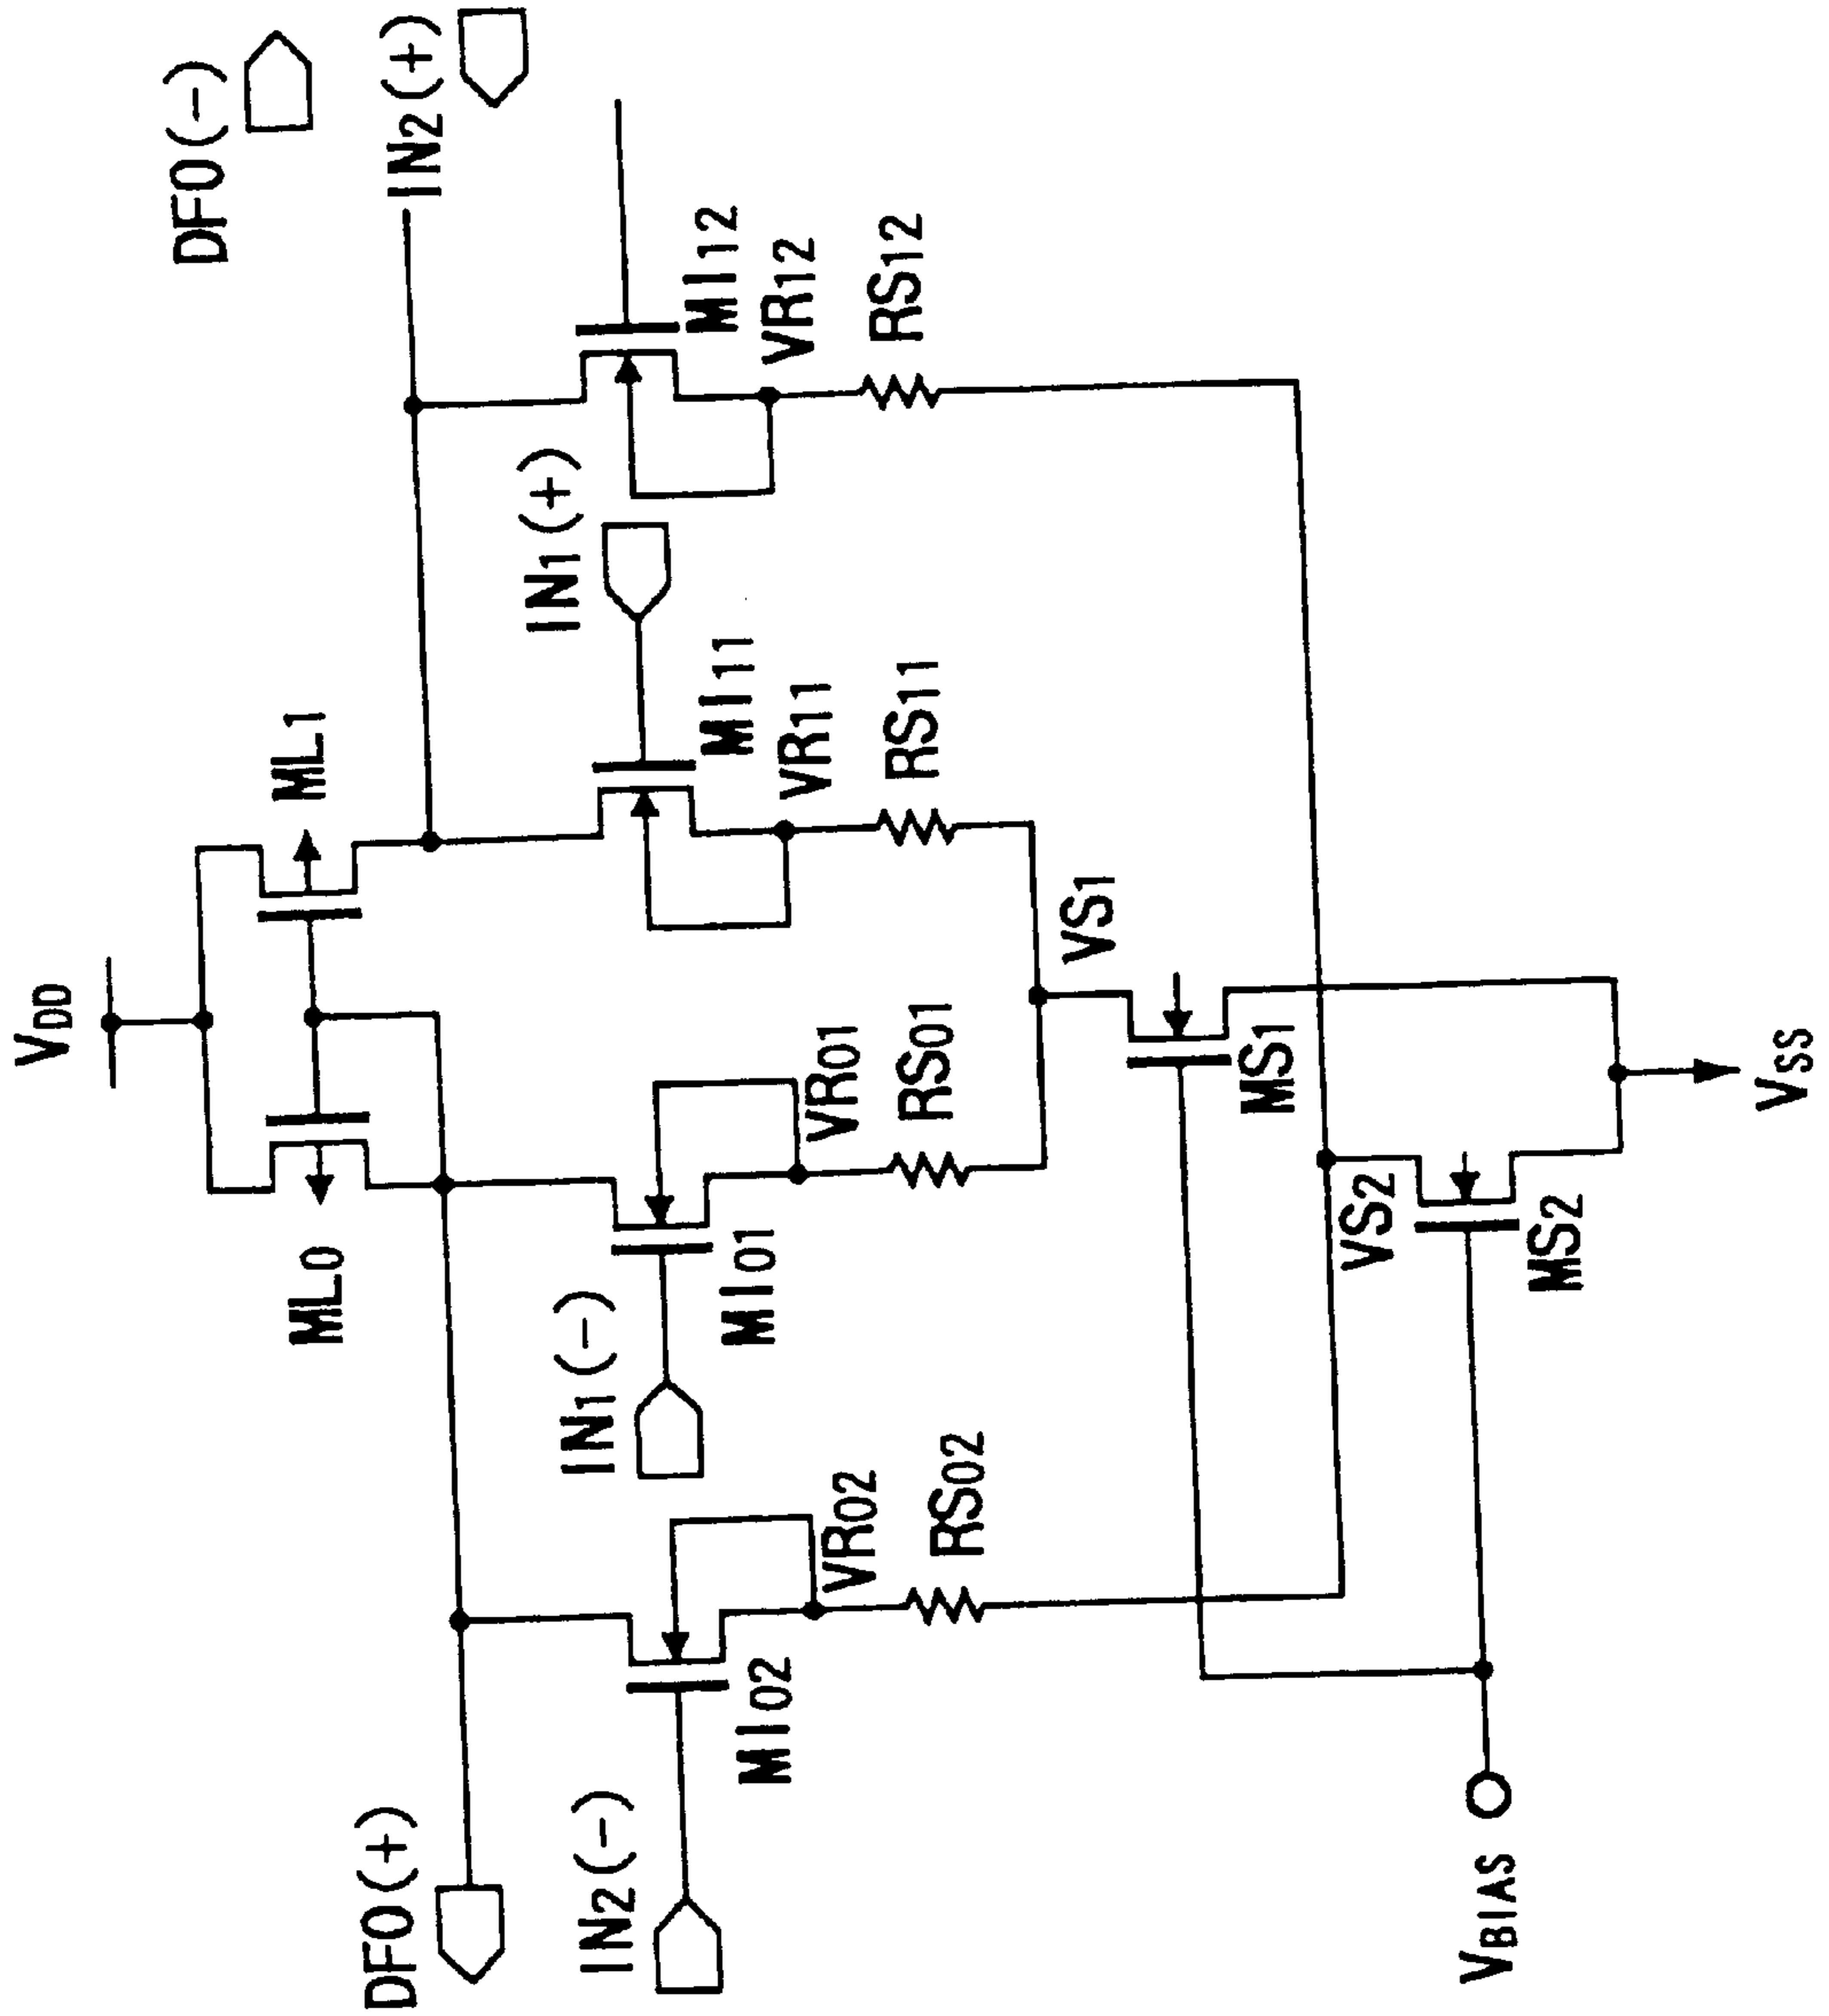 VDD
DFO(-)
ML0
ML1
DFO(+)
IN2(+)
IN2(-)
IN1(-)
IN1(+)
MI02
MI01
MI11
MI12
VR02
VR01
VR11
VR12
RS02
RS01
RS11
RS12
VS1
MS1
VS2
MS2
VBIAS
VSS